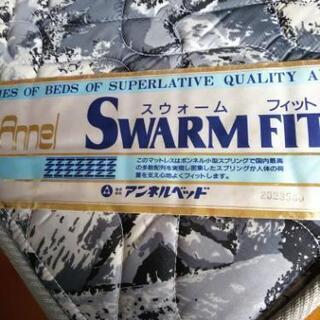 IES OF BEDS OF SUPERLATIVE QUALITY A
Annel
スウォーム フィット
SWARM FIT
このマットレスはボンネル小型スプリングで国内最高
の多数配列を実現し密集したスプリングが人体の荷
重を支え心地よくフィットします。
アンネルベッド